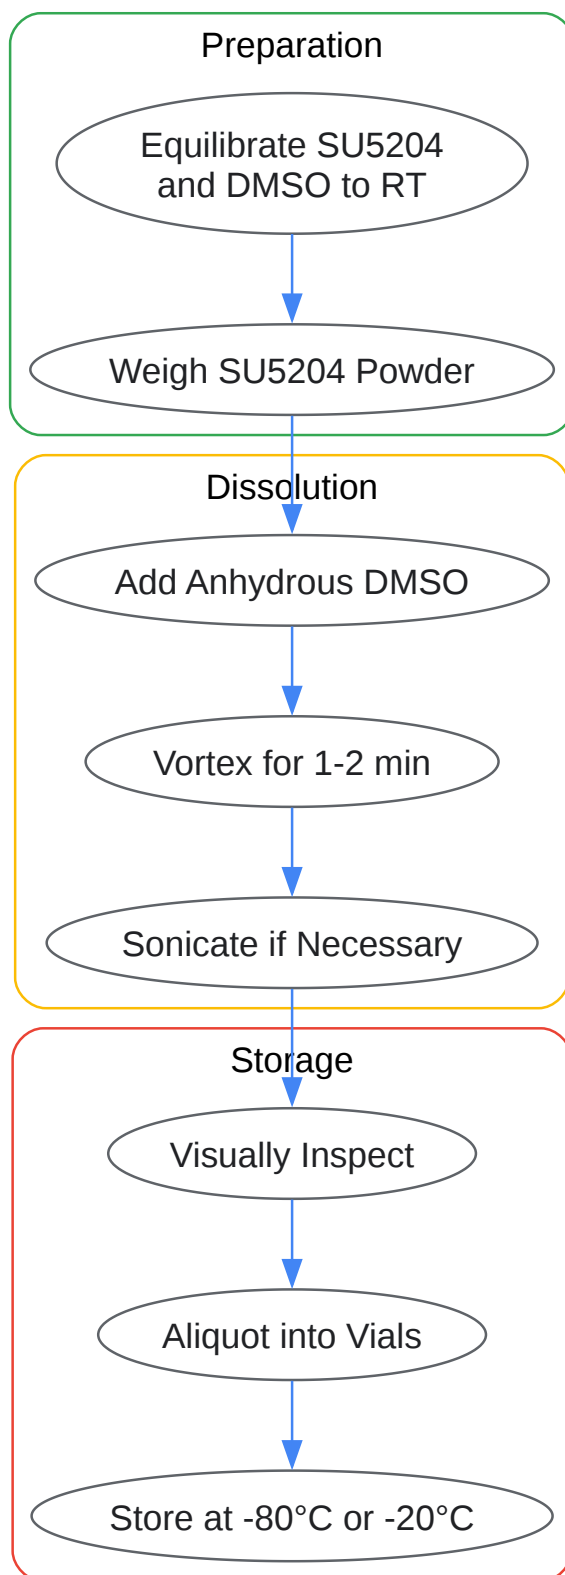 Preparation
Equilibrate SU5204
and DMSO to RT
Weigh SU5204 Powder
Dissolution
Add Anhydrous DMSO
Vortex for 1-2 min
Sonicate if Necessary
Storage
Visually Inspect
Aliquot into Vials
Store at -80°C or -20°C